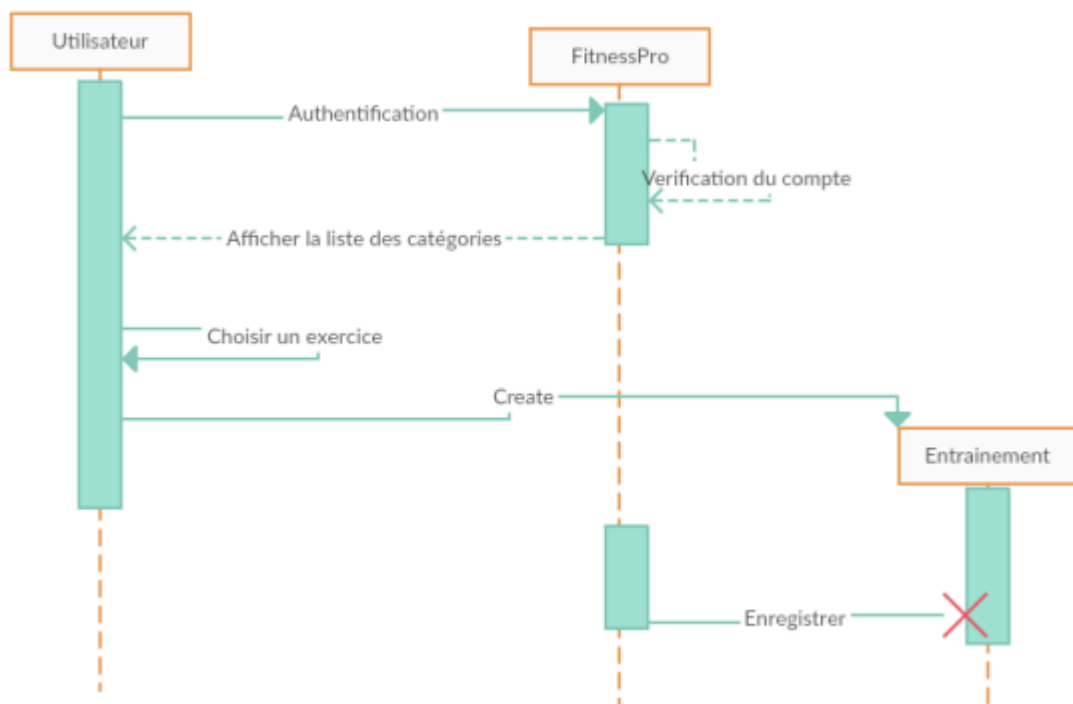 Utilisateur
FitnessPro
Authentification
Verification du compte
Afficher la liste des catégories
Choisir un exercice
Create
Entrainement
Enregistrer